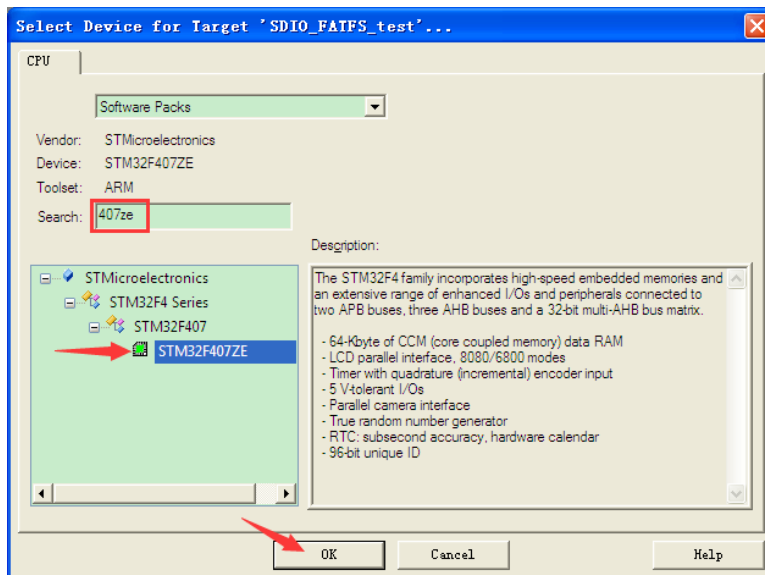 Select Device for Target 'SDIO_FATFS_test'...
CPU
Software Packs
Vendor: STMicroelectronics
Device: STM32F407ZE
Toolset: ARM
Search: 407ze
Description:
STMicroelectronics
STM32F4 Series
STM32F407
STM32F407ZE
The STM32F4 family incorporates high-speed embedded memories and
an extensive range of enhanced I/Os and peripherals connected to
two APB buses, three AHB buses and a 32-bit multi-AHB bus matrix.
- 64-Kbyte of CCM (core coupled memory) data RAM
- LCD parallel interface, 8080/6800 modes
- Timer with quadrature (incremental) encoder input
- 5 V-tolerant I/Os
- Parallel camera interface
- True random number generator
- RTC: subsecond accuracy, hardware calendar
- 96-bit unique ID
OK Cancel Help